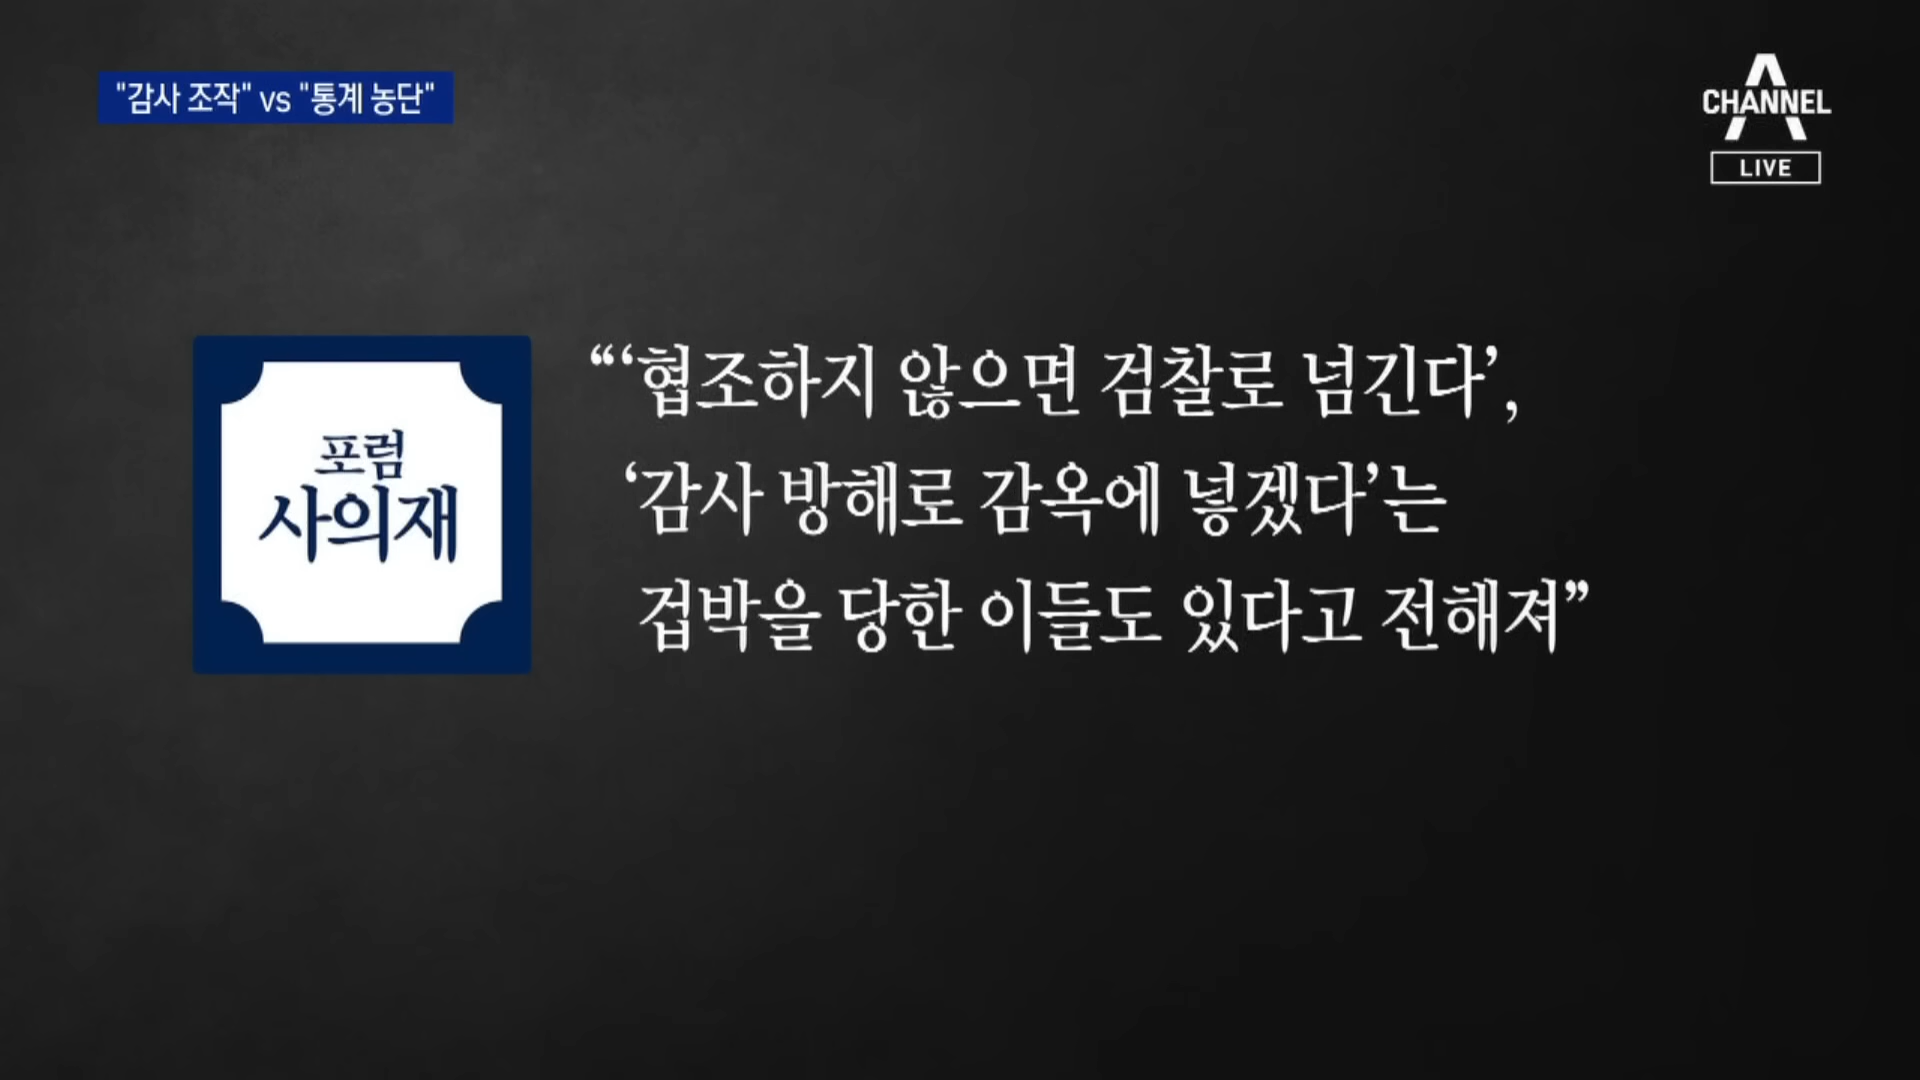 "감사 조작" vs "통계 농단"
CHANNEL A
LIVE
포럼
사의재
“‘협조하지 않으면 검찰로 넘긴다’,
‘감사 방해로 감옥에 넣겠다’는
겁박을 당한 이들도 있다고 전해져”